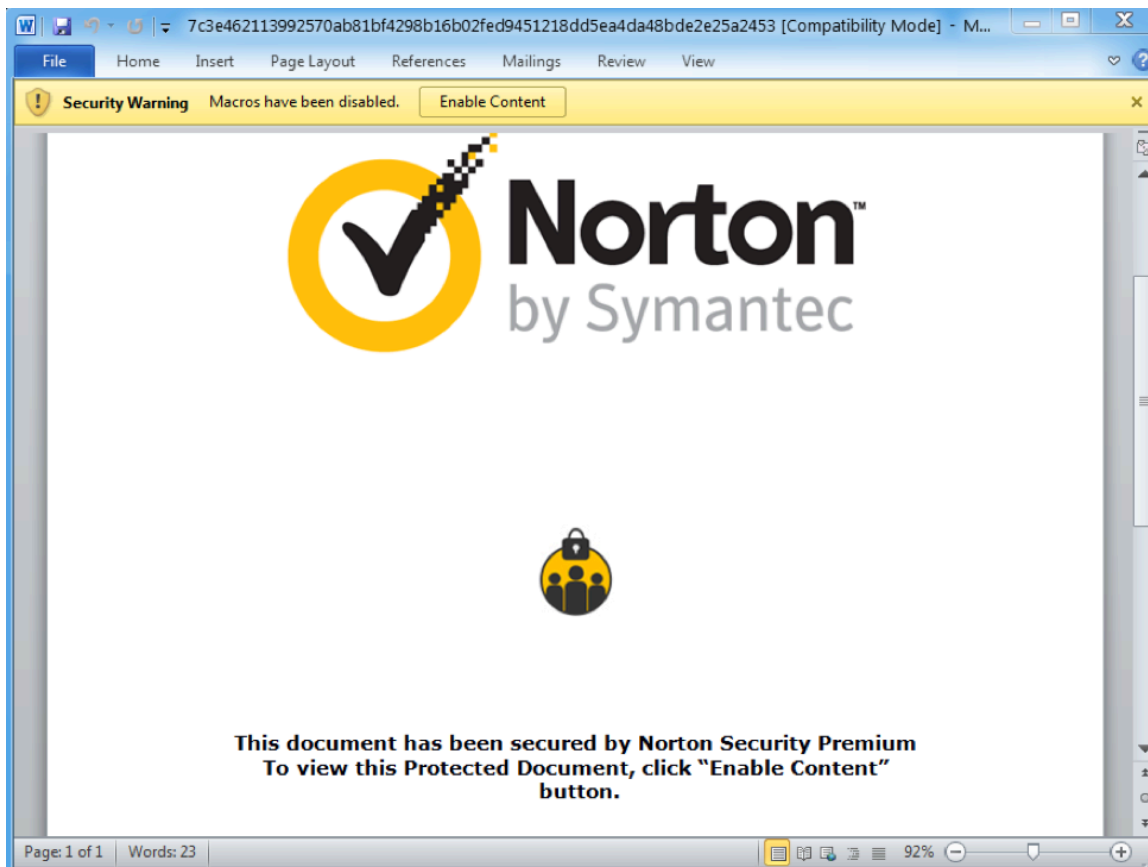 7c3e462113992570ab81bf4298b16b02fed9451218dd5ea4da48bde2e25a2453 [Compatibility Mode] - M...
File Home Insert Page Layout References Mailings Review View
Security Warning Macros have been disabled. Enable Content
Norton™
by Symantec
This document has been secured by Norton Security Premium
To view this Protected Document, click “Enable Content”
button.
Page: 1 of 1 Words: 23 92%